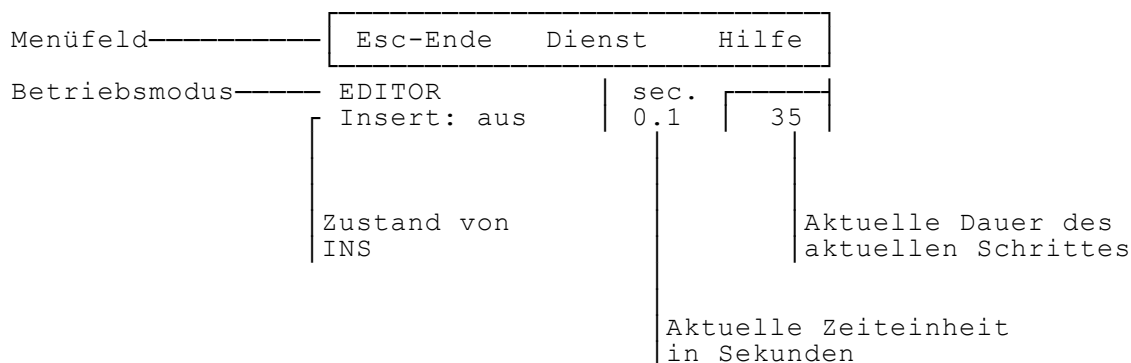 Menüfeld Esc-Ende Dienst Hilfe
Betriebsmodus EDITOR sec.
Insert: aus 0.1 35
Zustand von Aktuelle Dauer des
INS aktuellen Schrittes
Aktuelle Zeiteinheit
in Sekunden